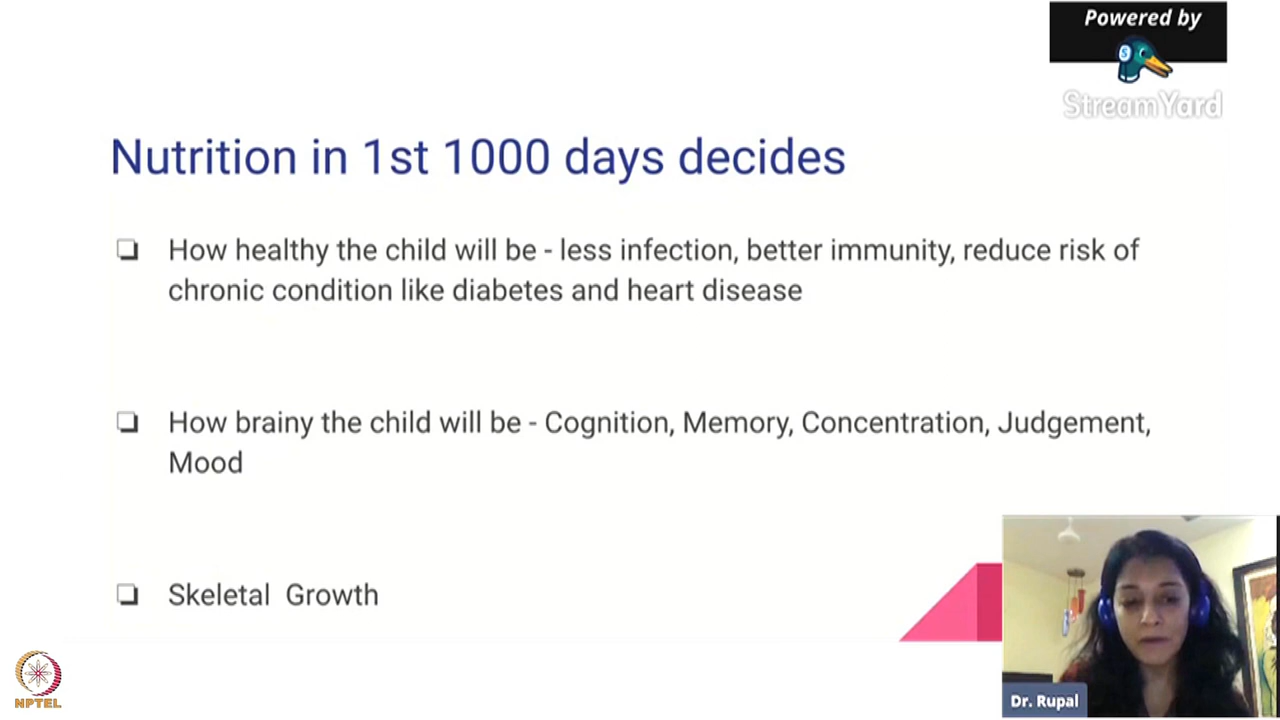 Powered by
StreamYard
Nutrition in 1st 1000 days decides
How healthy the child will be - less infection, better immunity, reduce risk of
chronic condition like diabetes and heart disease
How brainy the child will be - Cognition, Memory, Concentration, Judgement,
Mood
Skeletal Growth
Dr. Rupal
NPTEL